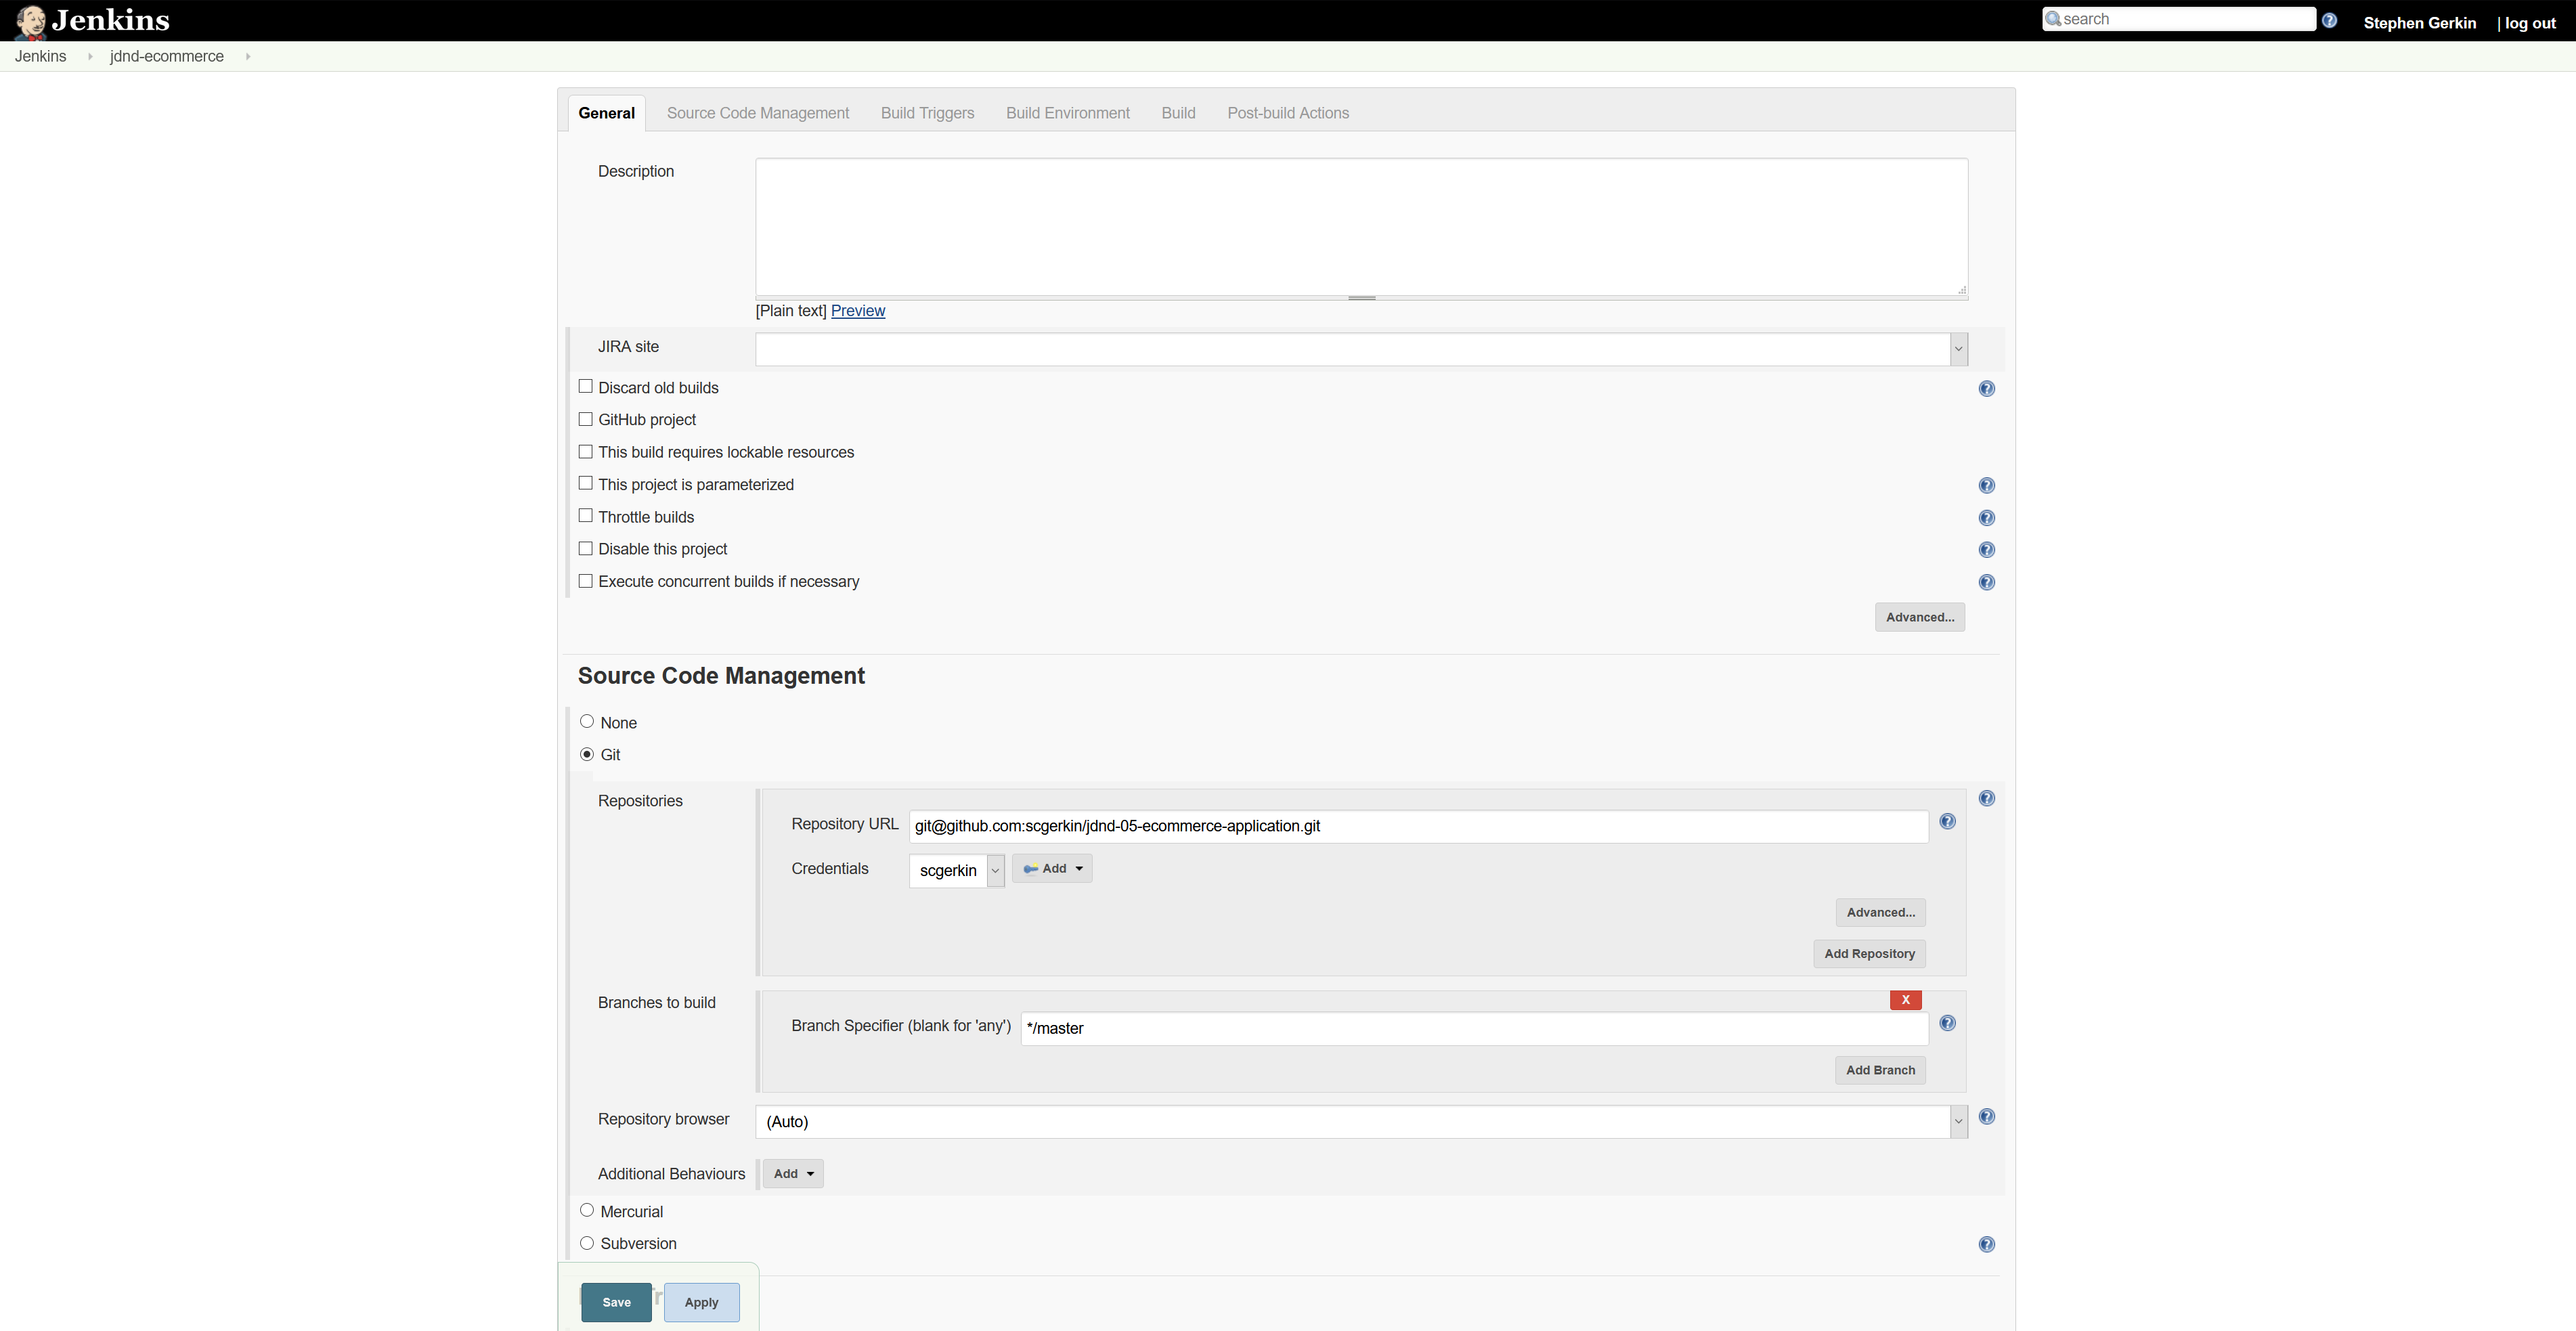 Jenkins
search
Stephen Gerkin | log out
Jenkins jdnd-ecommerce
General Source Code Management Build Triggers Build Environment Build Post-build Actions
Description
[Plain text] Preview
JIRA site
Discard old builds
GitHub project
This build requires lockable resources
This project is parameterized
Throttle builds
Disable this project
Execute concurrent builds if necessary
Advanced...
Source Code Management
None
Git
Repositories
Repository URL git@github.com:scgerkin/jdnd-05-ecommerce-application.git
Credentials scgerkin Add
Advanced...
Add Repository
Branches to build
X
Branch Specifier (blank for 'any') */master
Add Branch
Repository browser (Auto)
Additional Behaviours Add
Mercurial
Subversion
Save Apply